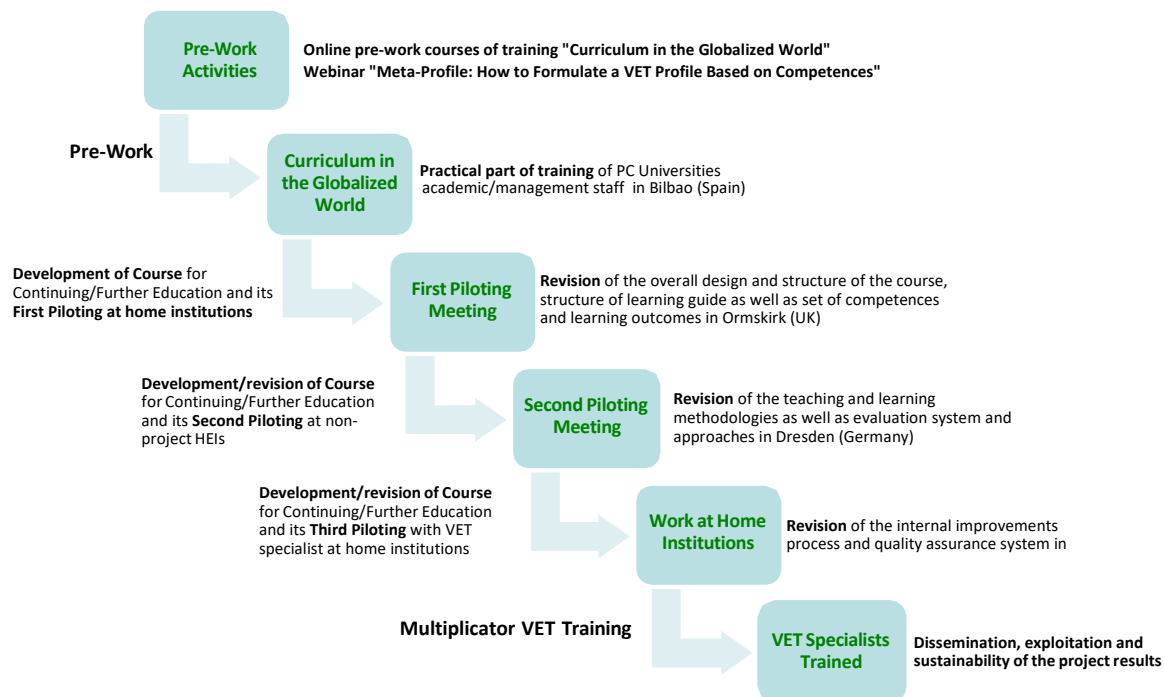 Pre-Work
Activities
Online pre-work courses of training "Curriculum in the Globalized World"
Webinar "Meta-Profile: How to Formulate a VET Profile Based on Competences"
Pre-Work
Curriculum in
the Globalized
World
Practical part of training of PC Universities
academic/management staff in Bilbao (Spain)
Development of Course for
Continuing/Further Education and its
First Piloting at home institutions
First Piloting
Meeting
Revision of the overall design and structure of the course,
structure of learning guide as well as set of competences
and learning outcomes in Ormskirk (UK)
Development/revision of Course
for Continuing/Further Education
and its Second Piloting at non-
project HEIs
Second Piloting
Meeting
Revision of the teaching and learning
methodologies as well as evaluation system and
approaches in Dresden (Germany)
Development/revision of Course
for Continuing/Further Education
and its Third Piloting with VET
specialist at home institutions
Work at Home
Institutions
Revision of the internal improvements
process and quality assurance system in
Multiplicator VET Training
VET Specialists
Trained
Dissemination, exploitation and
sustainability of the project results